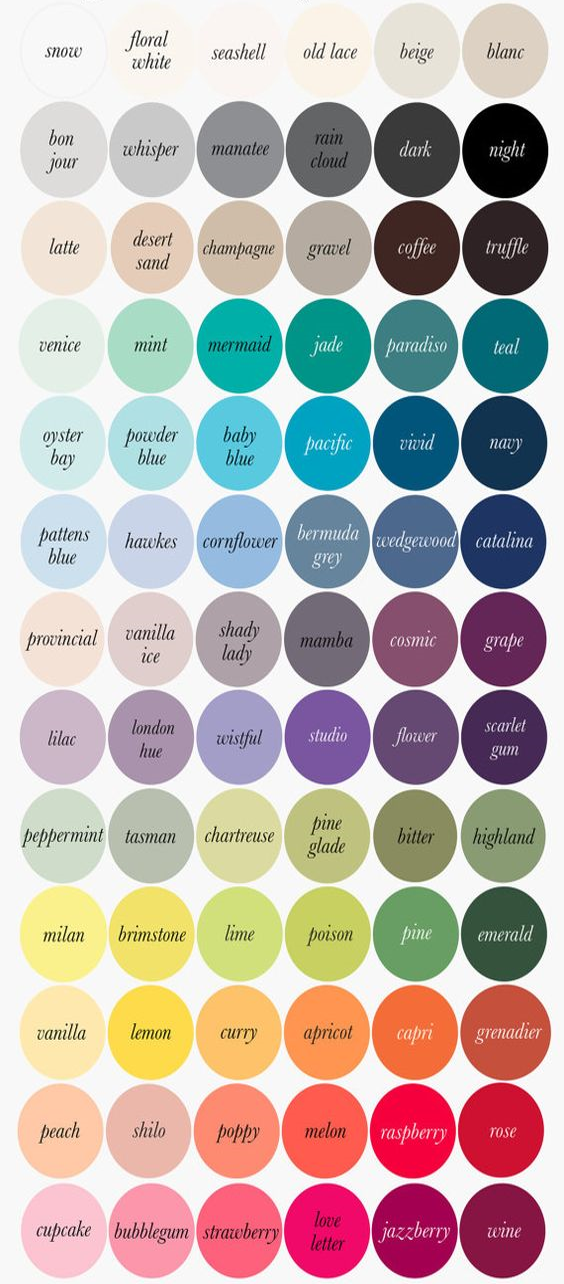 snow
floral
white
seashell
old lace
beige
blanc
bon
jour
whisper
manatee
rain
cloud
dark
night
latte
desert
sand
champagne
gravel
coffee
truffle
venice
mint
mermaid
jade
paradiso
teal
oyster
bay
powder
blue
baby
blue
pacific
vivid
navy
pattens
blue
hawkes
cornflower
bermuda
grey
wedgewood
catalina
provincial
vanilla
ice
shady
lady
mamba
cosmic
grape
lilac
london
hue
wistful
studio
flower
scarlet
gum
peppermint
tasman
chartreuse
pine
glade
bitter
highland
milan
brimstone
lime
poison
pine
emerald
vanilla
lemon
curry
apricot
capri
grenadier
peach
shilo
poppy
melon
raspberry
rose
cupcake
bubblegum
strawberry
love
letter
jazzberry
wine